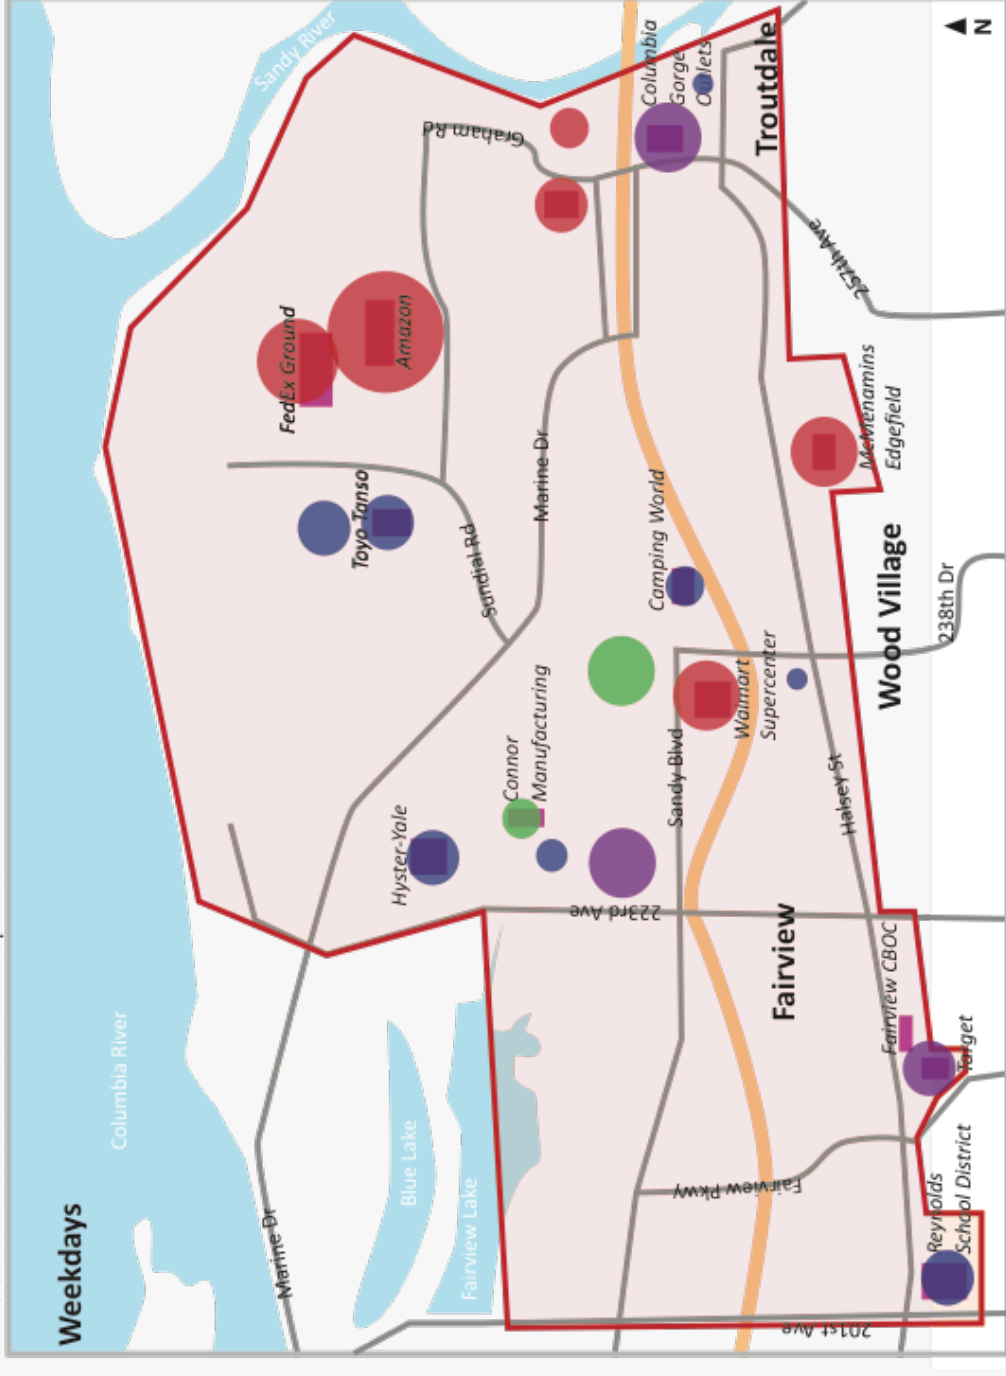 Weekdays
Columbia River
Sandy River
Blue Lake
Fairview Lake
Marine Dr
Graham Rd
FedEx Ground
Amazon
Toyo Tanso
Sundial Rd
Marine Dr
Hyster-Yale
Connor
Manufacturing
Camping World
Columbia
Gorge
Outlets
Troutdale
257th Ave
223rd Ave
Sandy Blvd
Walmart
Supercenter
McMenamins
Edgefield
Halsey St
Wood Village
238th Dr
Fairview
Fairview Pkwy
Fairview CBOC
Target
Reynolds
School District
201st Ave
N